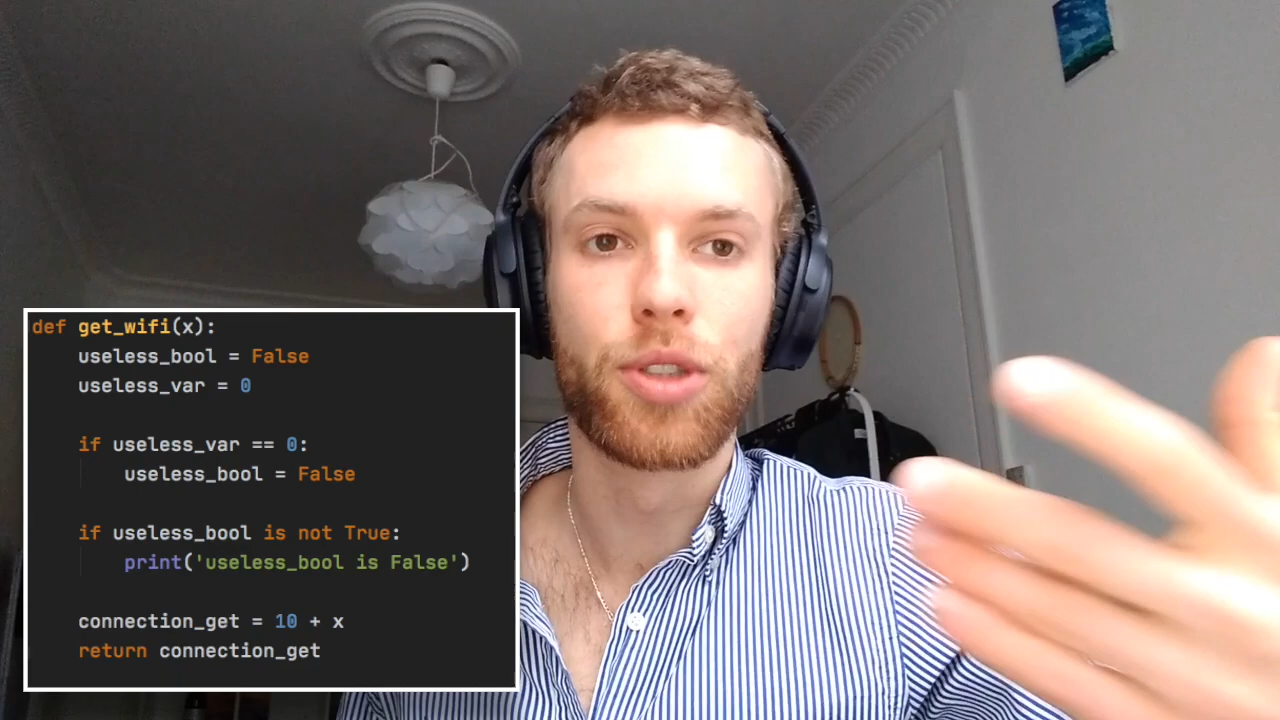 def get_wifi(x):
    useless_bool = False
    useless_var = 0
    if useless_var == 0:
        useless_bool = False
    if useless_bool is not True:
        print('useless_bool is False')
    connection_get = 10 + x
    return connection_get